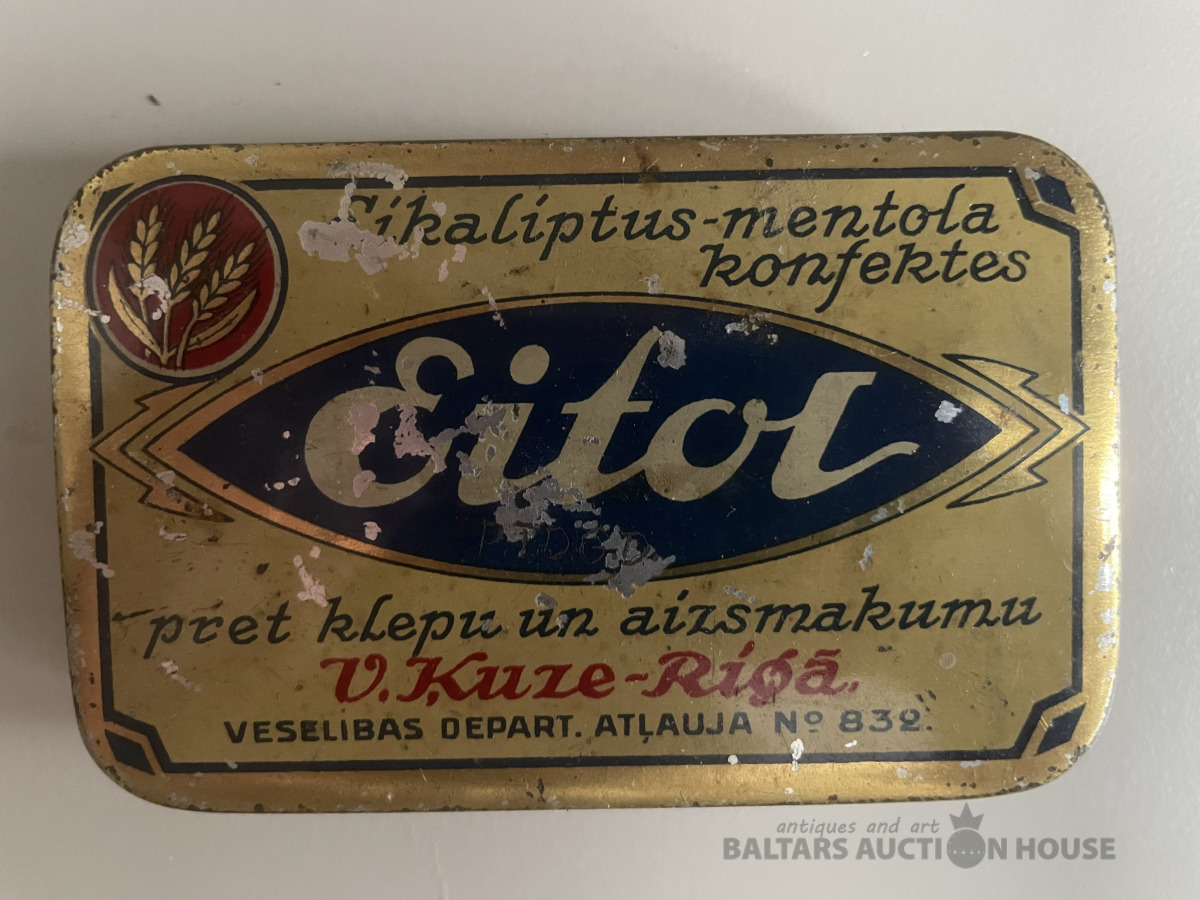 Eikaliptus-mentola
konfektes
Eitol
pret klepu un aizsmakumu
V. Ķuze-Rīgā.
VESELIBAS DEPART. ATĻAUJA Nº 832.
antiques and art
BALTARS AUCTION HOUSE